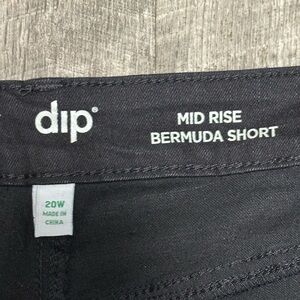 dip®
MID RISE
BERMUDA SHORT
20W
MADE IN
CHINA